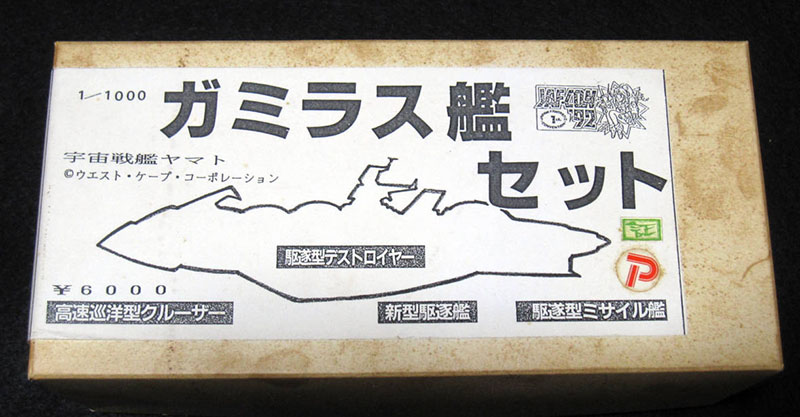 1/1000
ガミラス艦
セット
宇宙戦艦ヤマト
©ウエスト・ケープ・コーポレーション
駆遂型デストロイヤー
¥6000
高速巡洋型クルーサー
新型駆逐艦
駆遂型ミサイル艦